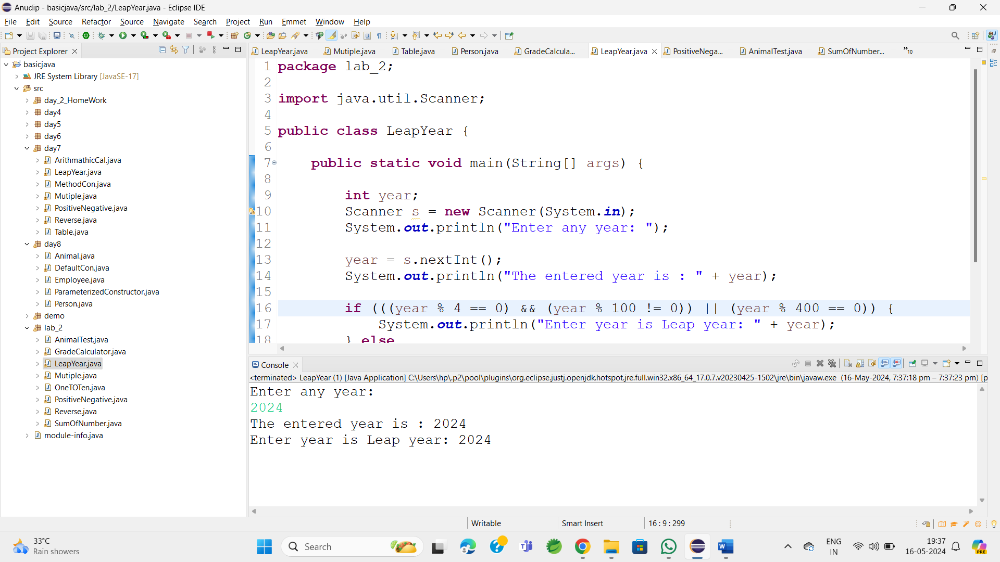 Anudip - basicjava/src/lab_2/LeapYear.java - Eclipse IDE
File Edit Source Refactor Source Navigate Search Project Run Emmet Window Help
Project Explorer
basicjava
JRE System Library [JavaSE-17]
src
day_2_HomeWork
day4
day5
day6
day7
ArithmathicCal.java
LeapYear.java
MethodCon.java
Mutiple.java
PositiveNegative.java
Reverse.java
Table.java
day8
Animal.java
DefaultCon.java
Employee.java
ParameterizedConstructor.java
Person.java
demo
lab_2
AnimalTest.java
GradeCalculator.java
LeapYear.java
Mutiple.java
OneTOTen.java
PositiveNegative.java
Reverse.java
SumOfNumber.java
module-info.java
LeapYear.java Mutiple.java Table.java Person.java GradeCalcula... LeapYear.java PositiveNega... AnimalTest.java SumOfNumber... »10
1 package lab_2;
2
3 import java.util.Scanner;
4
5 public class LeapYear {
6
7 public static void main(String[] args) {
8
9 int year;
10 Scanner s = new Scanner(System.in);
11 System.out.println("Enter any year: ");
12
13 year = s.nextInt();
14 System.out.println("The entered year is : " + year);
15
16 if (((year % 4 == 0) && (year % 100 != 0)) || (year % 400 == 0)) {
17 System.out.println("Enter year is Leap year: " + year);
18 } else
Console
<terminated> LeapYear (1) [Java Application] C:\Users\hp\.p2\pool\plugins\org.eclipse.justj.openjdk.hotspot.jre.full.win32.x86_64_17.0.7.v20230425-1502\jre\bin\javaw.exe (16-May-2024, 7:37:18 pm – 7:37:23 pm) [p
Enter any year:
2024
The entered year is : 2024
Enter year is Leap year: 2024
Writable Smart Insert 16 : 9 : 299
33°C
Rain showers
Search
ENG
IN
19:37
16-05-2024
PRE